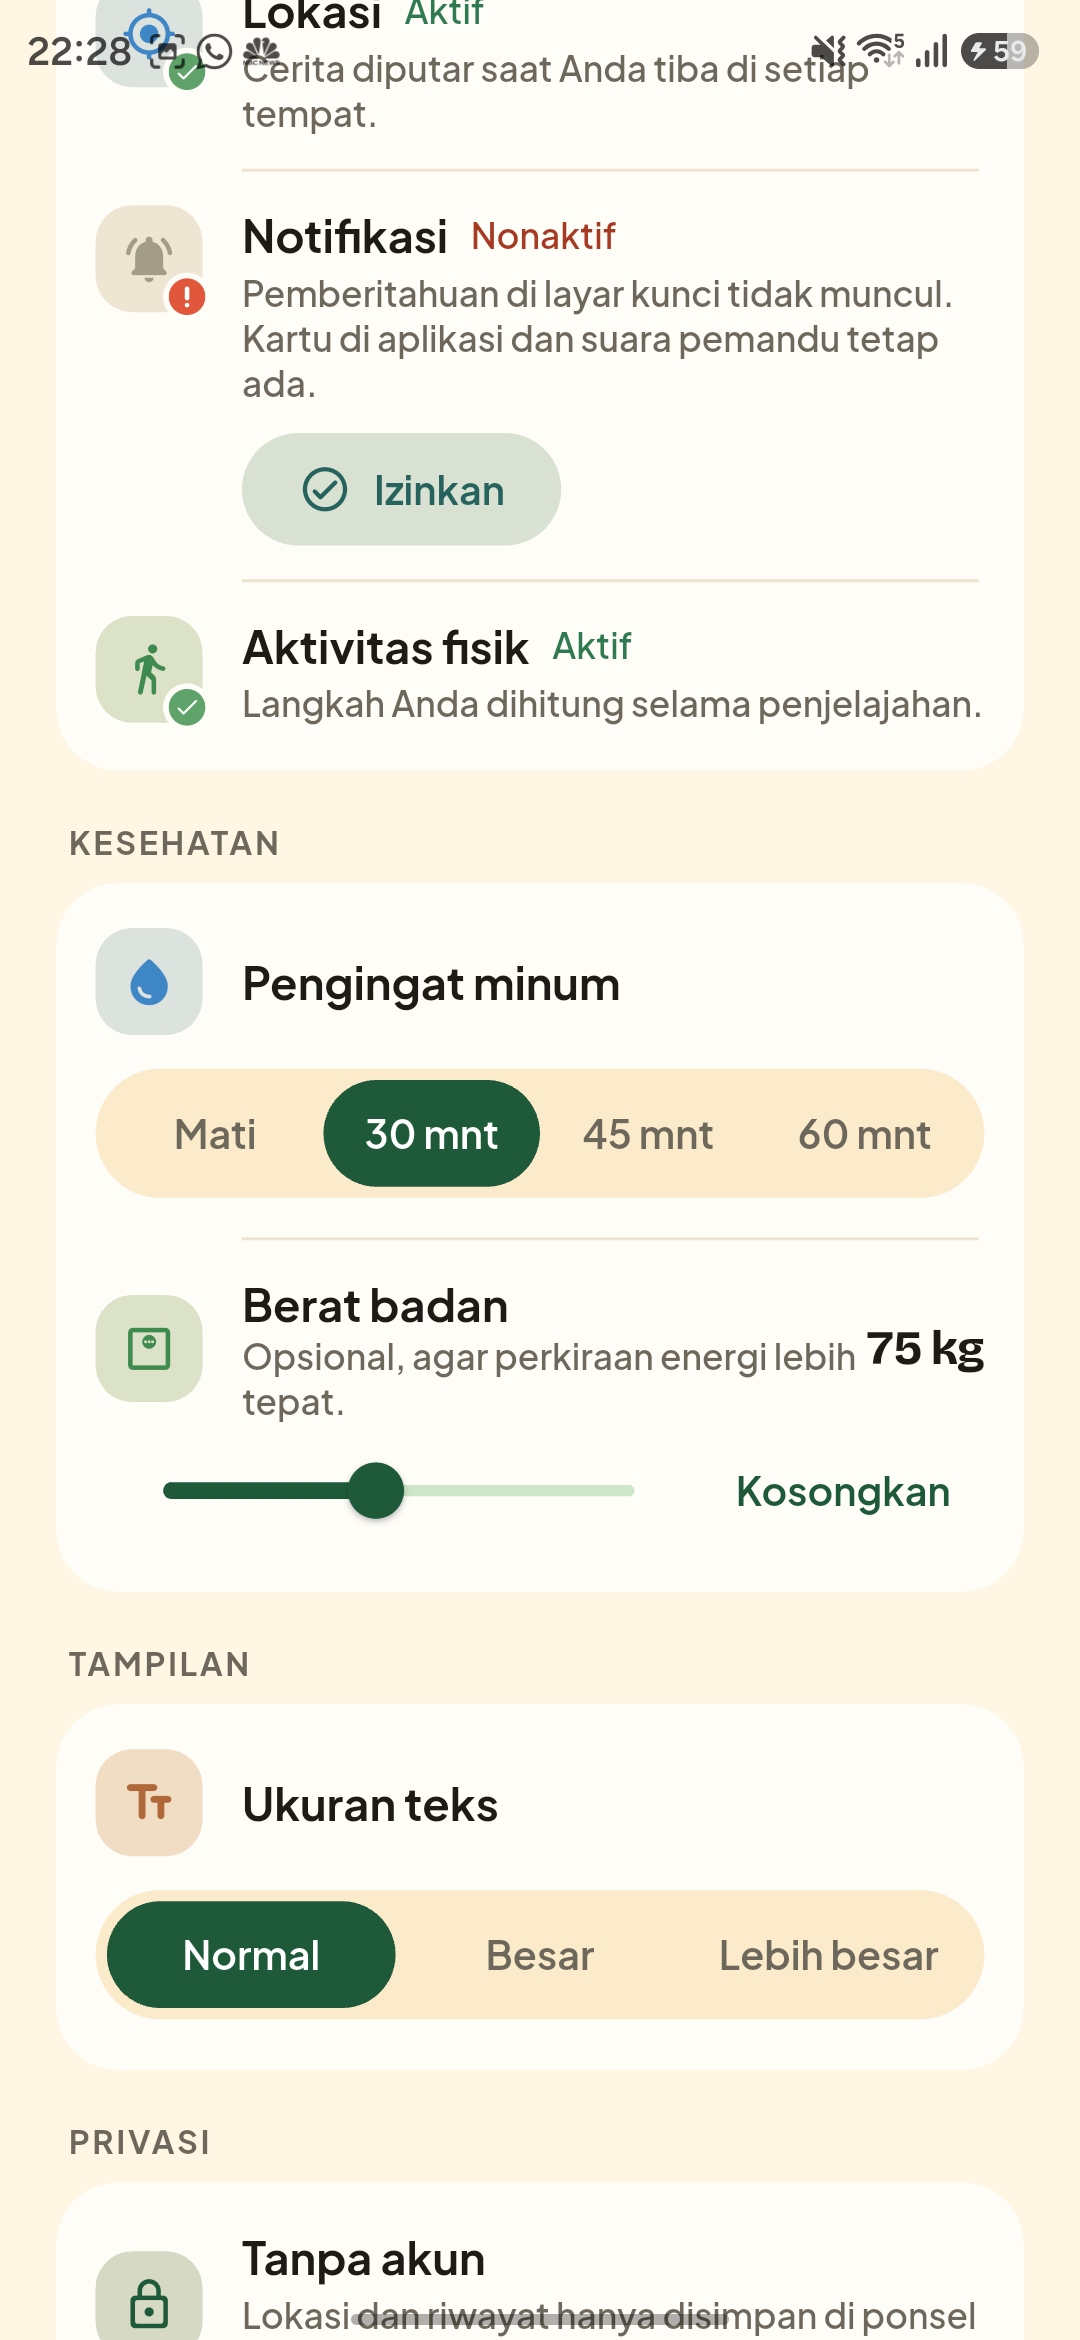 Lokasi Aktif
22:28
5
59
Cerita diputar saat Anda tiba di setiap
tempat.
Notifikasi Nonaktif
Pemberitahuan di layar kunci tidak muncul.
Kartu di aplikasi dan suara pemandu tetap
ada.
Izinkan
Aktivitas fisik Aktif
Langkah Anda dihitung selama penjelajahan.
KESEHATAN
Pengingat minum
Mati 30 mnt 45 mnt 60 mnt
Berat badan
Opsional, agar perkiraan energi lebih 75 kg
tepat.
Kosongkan
TAMPILAN
Ukuran teks
Normal Besar Lebih besar
PRIVASI
Tanpa akun
Lokasi dan riwayat hanya disimpan di ponsel